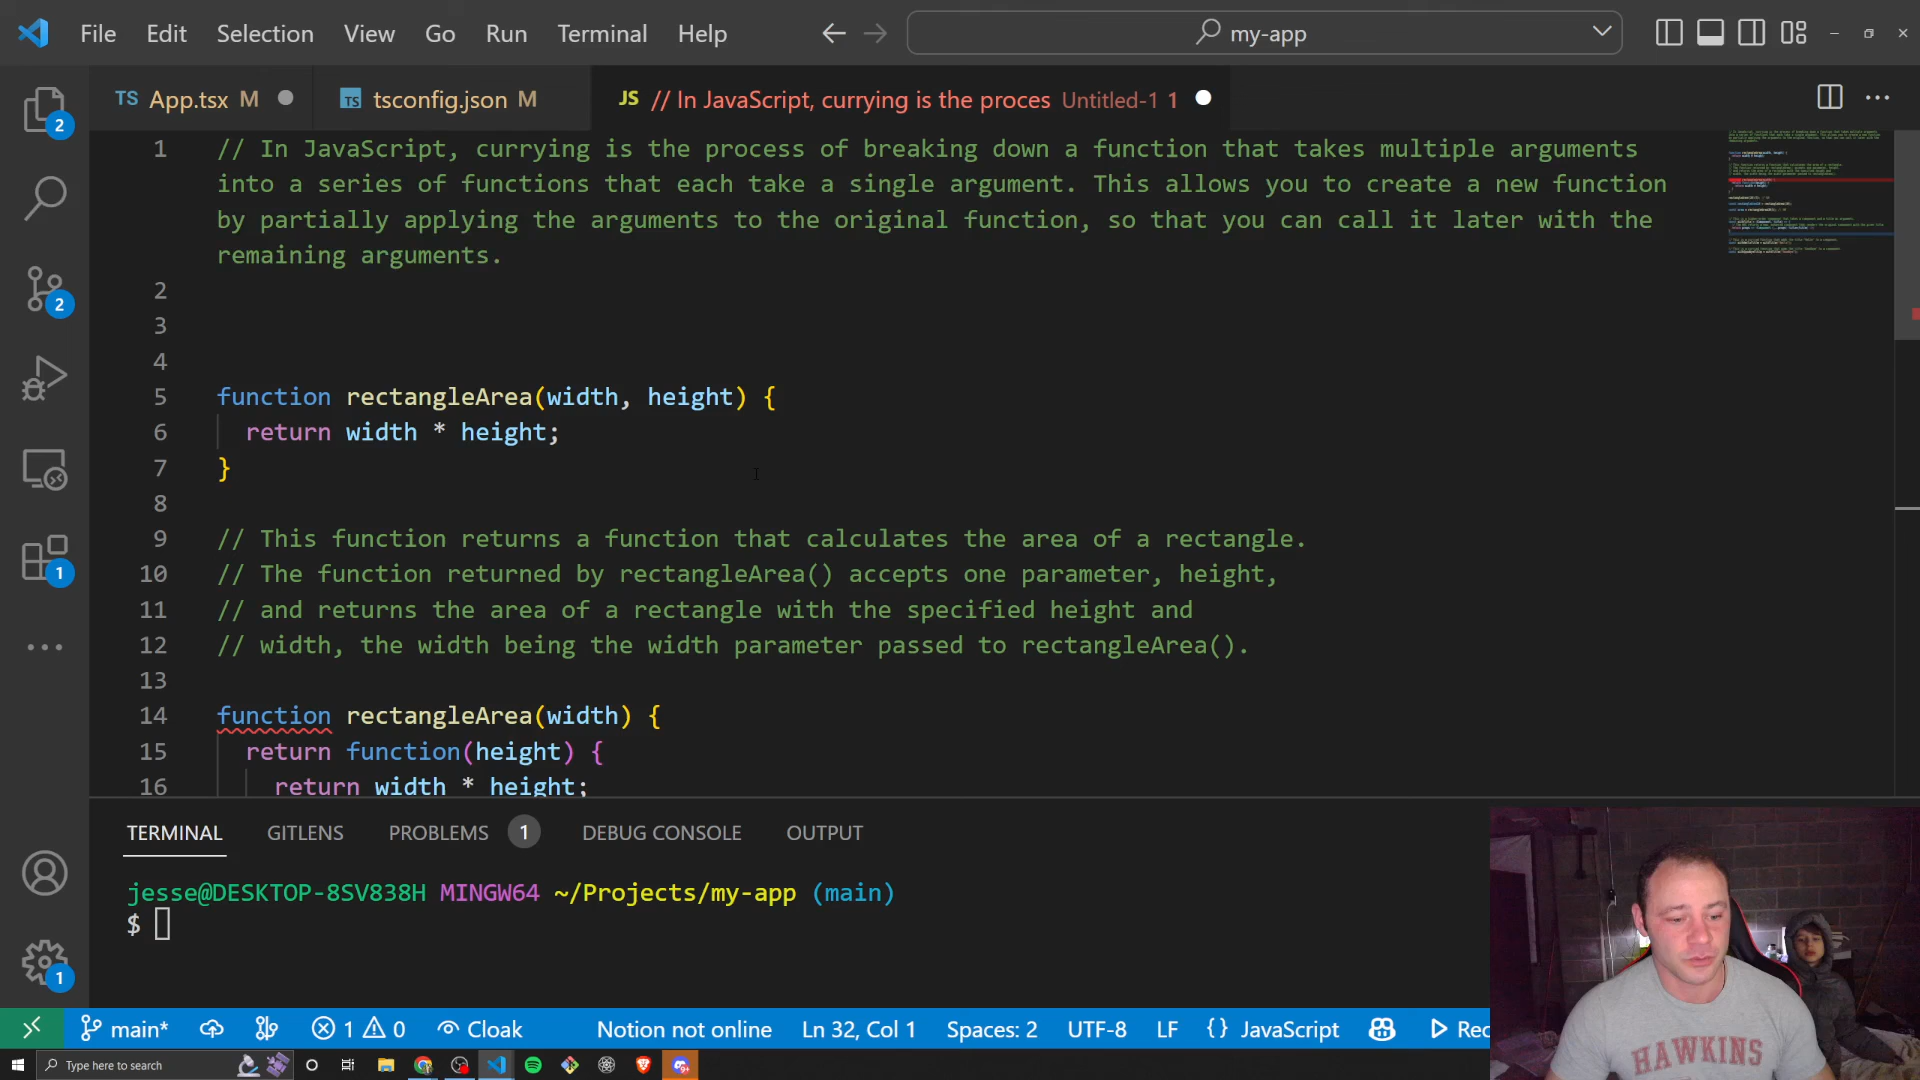 File Edit Selection View Go Run Terminal Help my-app
TS App.tsx M TS tsconfig.json M JS // In JavaScript, currying is the proces Untitled-1 1
1 // In JavaScript, currying is the process of breaking down a function that takes multiple arguments
into a series of functions that each take a single argument. This allows you to create a new function
by partially applying the arguments to the original function, so that you can call it later with the
remaining arguments.
2
3
4
5 function rectangleArea(width, height) {
6 return width * height;
7 }
8
9 // This function returns a function that calculates the area of a rectangle.
10 // The function returned by rectangleArea() accepts one parameter, height,
11 // and returns the area of a rectangle with the specified height and
12 // width, the width being the width parameter passed to rectangleArea().
13
14 function rectangleArea(width) {
15 return function(height) {
16 return width * height;
2
2
1
1
TERMINAL GITLENS PROBLEMS 1 DEBUG CONSOLE OUTPUT
jesse@DESKTOP-8SV838H MINGW64 ~/Projects/my-app (main)
$
HAWKINS
main* 1 0 Cloak Notion not online Ln 32, Col 1 Spaces: 2 UTF-8 LF {} JavaScript Rec
Type here to search